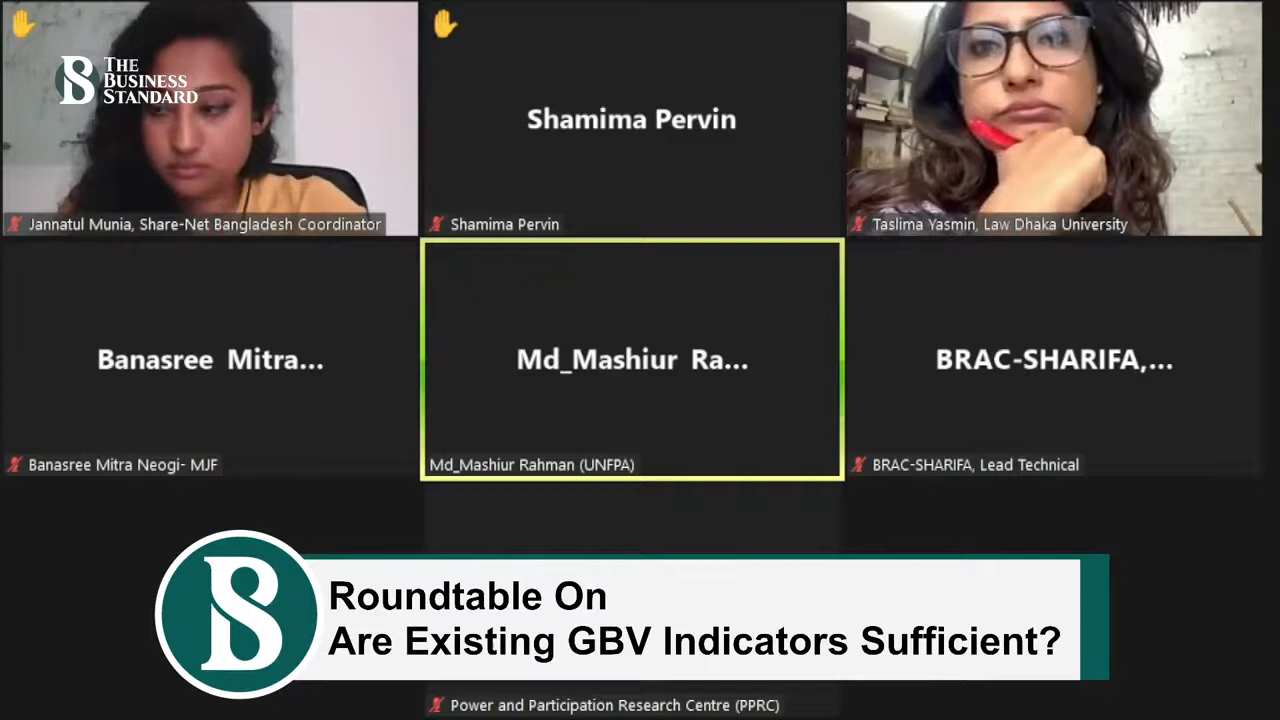 THE
BUSINESS
STANDARD
Jannatul Munia, Share-Net Bangladesh Coordinator
Shamima Pervin
Shamima Pervin
Taslima Yasmin, Law Dhaka University
Banasree Mitra...
Banasree Mitra Neogi- MJF
Md_Mashiur Ra...
Md_Mashiur Rahman (UNFPA)
BRAC-SHARIFA,...
BRAC-SHARIFA, Lead Technical
Roundtable On
Are Existing GBV Indicators Sufficient?
Power and Participation Research Centre (PPRC)